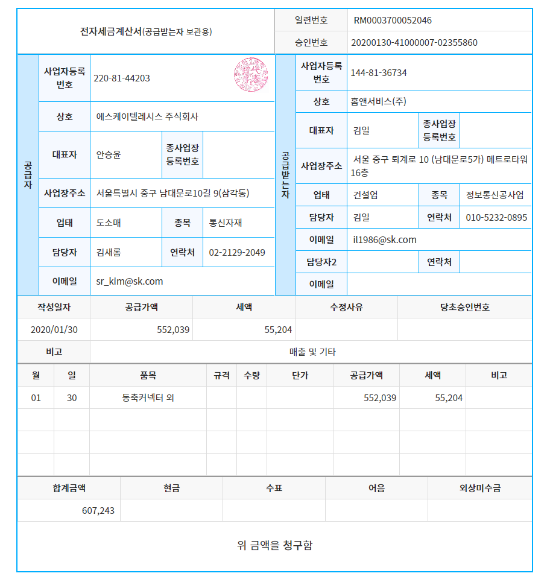 전자세금계산서(공급받는자 보관용)
일련번호 RM0003700052046
승인번호 20200130-41000007-02355860
공급자
사업자등록번호 220-81-44203
상호 에스케이텔레시스 주식회사
대표자 안승윤 종사업장 등록번호
사업장주소 서울특별시 중구 남대문로10길 9(삼각동)
업태 도소매 종목 통신자재
담당자 김새롬 연락처 02-2129-2049
이메일 sr_kim@sk.com
공급받는자
사업자등록번호 144-81-36734
상호 홈앤서비스(주)
대표자 김일 종사업장 등록번호
사업장주소 서울 중구 퇴계로 10 (남대문로5가) 메트로타워 16층
업태 건설업 종목 정보통신공사업
담당자 김일 연락처 010-5232-0895
이메일 il1986@sk.com
담당자2 연락처
이메일
작성일자 공급가액 세액 수정사유 당초승인번호
2020/01/30 552,039 55,204
비고 매출 및 기타
월 일 품목 규격 수량 단가 공급가액 세액 비고
01 30 동축커넥터 외 552,039 55,204
합계금액 현금 수표 어음 외상미수금
607,243
위 금액을 청구함